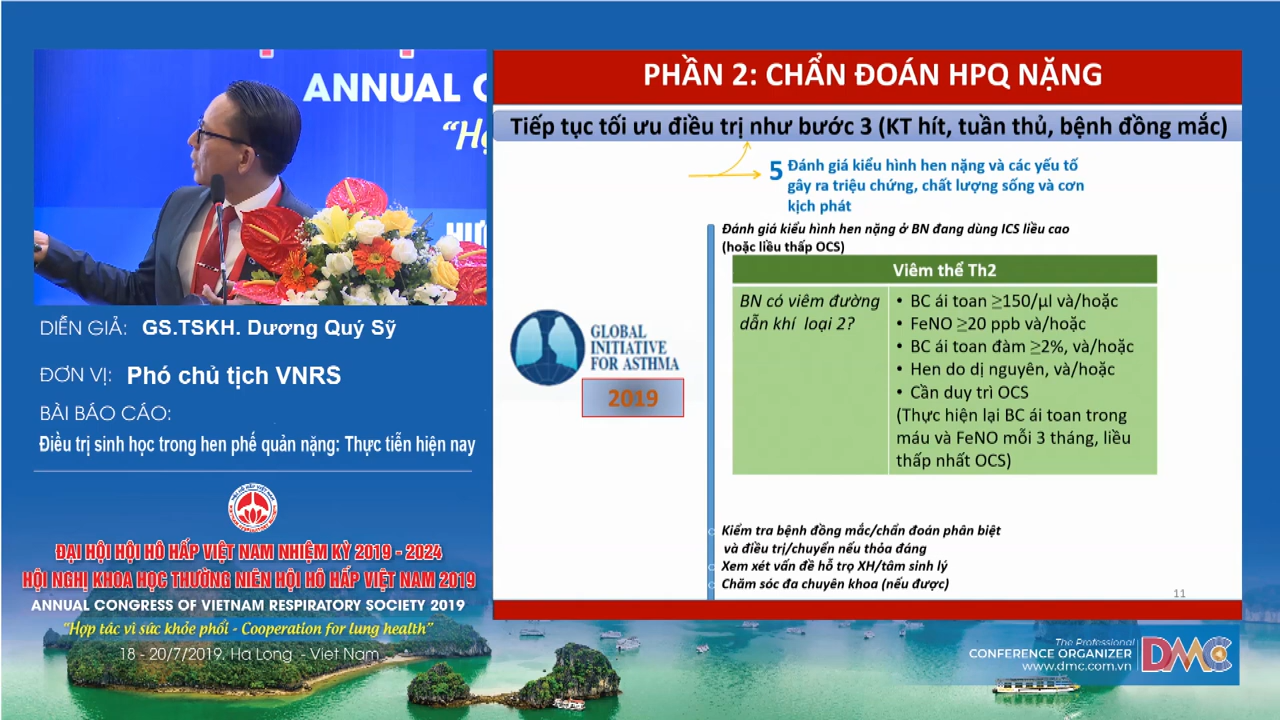 ANNUAL C
“Họ
HƯ
DIỄN GIẢ: GS.TSKH. Dương Quý Sỹ
ĐƠN VỊ: Phó chủ tịch VNRS
BÀI BÁO CÁO:
Điều trị sinh học trong hen phế quản nặng: Thực tiễn hiện nay
ĐẠI HỘI HỘI HÔ HẤP VIỆT NAM NHIỆM KỲ 2019 - 2024
HỘI NGHỊ KHOA HỌC THƯỜNG NIÊN HỘI HÔ HẤP VIỆT NAM 2019
ANNUAL CONGRESS OF VIETNAM RESPIRATORY SOCIETY 2019
“Hợp tác vì sức khỏe phổi - Cooperation for lung health”
18 - 20/7/2019. Ha Long - Viet Nam
PHẦN 2: CHẨN ĐOÁN HPQ NẶNG
Tiếp tục tối ưu điều trị như bước 3 (KT hít, tuần thủ, bệnh đồng mắc)
5 Đánh giá kiểu hình hen nặng và các yếu tố
gây ra triệu chứng, chất lượng sống và cơn
kịch phát
Đánh giá kiểu hình hen nặng ở BN đang dùng ICS liều cao
(hoặc liều thấp OCS)
Viêm thể Th2
BN có viêm đường
dẫn khí loại 2?
• BC ái toan ≥150/µl và/hoặc
• FeNO ≥20 ppb và/hoặc
• BC ái toan đàm ≥2%, và/hoặc
• Hen do dị nguyên, và/hoặc
• Cần duy trì OCS
(Thực hiện lại BC ái toan trong
máu và FeNO mỗi 3 tháng, liều
thấp nhất OCS)
GLOBAL
INITIATIVE
FOR ASTHMA
2019
Kiểm tra bệnh đồng mắc/chẩn đoán phân biệt
và điều trị/chuyển nếu thỏa đáng
Xem xét vấn đề hỗ trợ XH/tâm sinh lý
Chăm sóc đa chuyên khoa (nếu được)
11
The Professional
CONFERENCE ORGANIZER
www.dmc.com.vn
DMC